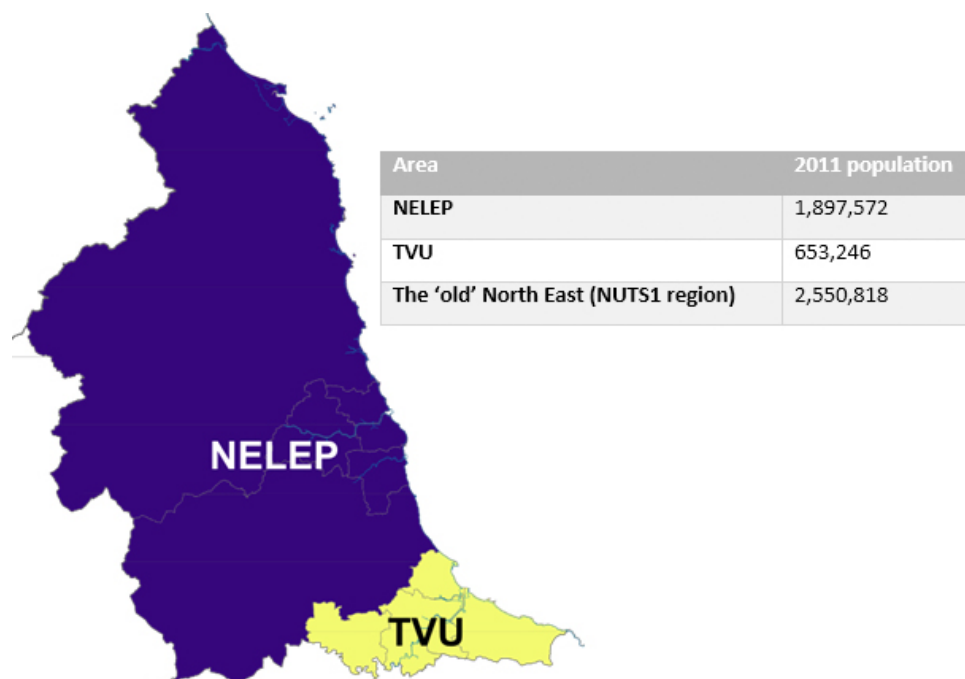 Area 2011 population
NELEP 1,897,572
TVU 653,246
The ‘old’ North East (NUTS1 region) 2,550,818
NELEP
TVU